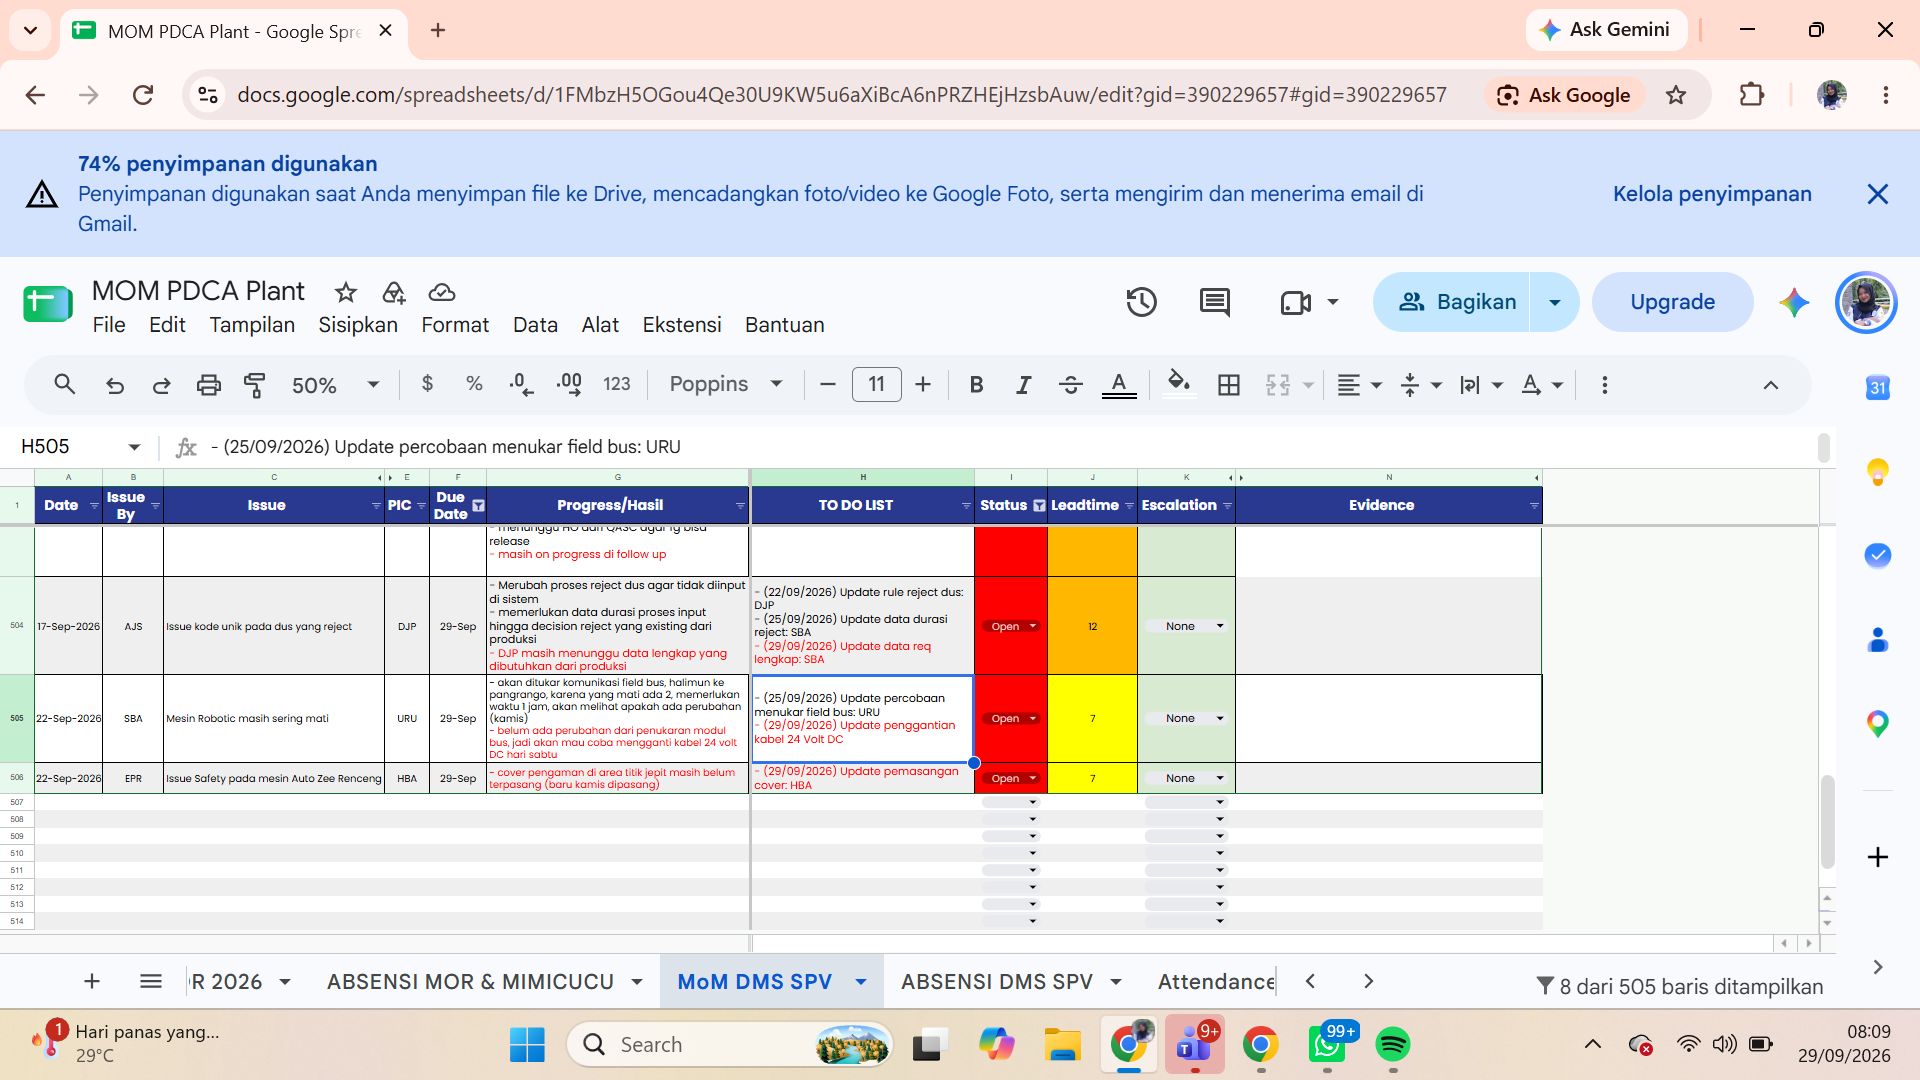 MOM PDCA Plant - Google Spre
Ask Gemini
docs.google.com/spreadsheets/d/1FMbzH5OGou4Qe30U9KW5u6aXiBcA6nPRZHEjHzsbAuw/edit?gid=390229657#gid=390229657
Ask Google
74% penyimpanan digunakan
Penyimpanan digunakan saat Anda menyimpan file ke Drive, mencadangkan foto/video ke Google Foto, serta mengirim dan menerima email di
Gmail.
Kelola penyimpanan
MOM PDCA Plant
File Edit Tampilan Sisipkan Format Data Alat Ekstensi Bantuan
Bagikan
Upgrade
50% $ % .0 .00 123 Poppins 11 B I S A
31
H505
fx - (25/09/2026) Update percobaan menukar field bus: URU
A B C E F G H I J K N
1 Date Issue By Issue PIC Due Date Progress/Hasil TO DO LIST Status Leadtime Escalation Evidence
- menunggu HO dan QASC agar fg bisa
release
- masih on progress di follow up
504 17-Sep-2026 AJS Issue kode unik pada dus yang reject DJP 29-Sep
- Merubah proses reject dus agar tidak diinput
di sistem
- memerlukan data durasi proses input
hingga decision reject yang existing dari
produksi
- DJP masih menunggu data lengkap yang
dibutuhkan dari produksi
- (22/09/2026) Update rule reject dus:
DJP
- (25/09/2026) Update data durasi
reject: SBA
- (29/09/2026) Update data req
lengkap: SBA
Open 12 None
505 22-Sep-2026 SBA Mesin Robotic masih sering mati URU 29-Sep
- akan ditukar komunikasi field bus, halimun ke
pangrango, karena yang mati ada 2, memerlukan
waktu 1 jam, akan melihat apakah ada perubahan
(kamis)
- belum ada perubahan dari penukaran modul
bus, jadi akan mau coba mengganti kabel 24 volt
DC hari sabtu
- (25/09/2026) Update percobaan
menukar field bus: URU
- (29/09/2026) Update penggantian
kabel 24 Volt DC
Open 7 None
506 22-Sep-2026 EPR Issue Safety pada mesin Auto Zee Renceng HBA 29-Sep
- cover pengaman di area titik jepit masih belum
terpasang (baru kamis dipasang)
- (29/09/2026) Update pemasangan
cover: HBA
Open 7 None
507
508
509
510
511
512
513
514
R 2026 ABSENSI MOR & MIMICUCU MoM DMS SPV ABSENSI DMS SPV Attendance
8 dari 505 baris ditampilkan
1
Hari panas yang...
29°C
Search
9+
99+
08:09
29/09/2026